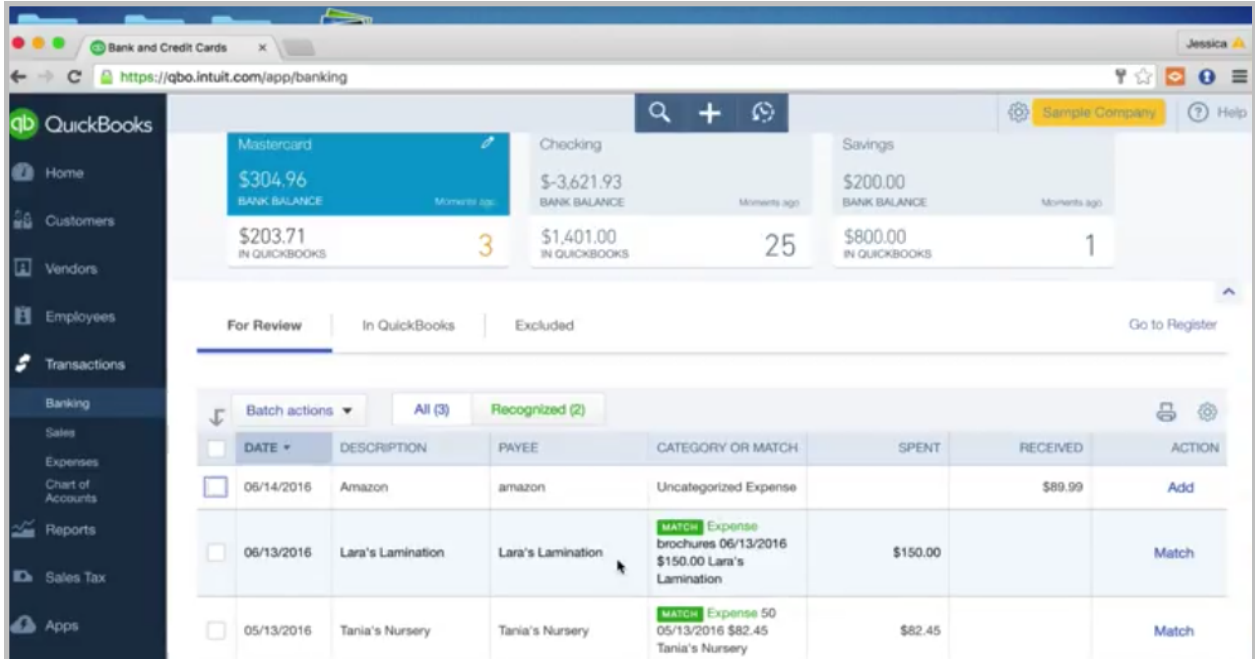 Bank and Credit Cards
Jessica
https://qbo.intuit.com/app/banking
qb QuickBooks
Sample Company
Help
Home
Customers
Vendors
Employees
Transactions
Banking
Sales
Expenses
Chart of
Accounts
Reports
Sales Tax
Apps
Mastercard
$304.96
BANK BALANCE Moments ago
$203.71 3
IN QUICKBOOKS
Checking
$-3,621.93
BANK BALANCE Moments ago
$1,401.00 25
IN QUICKBOOKS
Savings
$200.00
BANK BALANCE Moments ago
$800.00 1
IN QUICKBOOKS
For Review In QuickBooks Excluded Go to Register
Batch actions All (3) Recognized (2)
DATE DESCRIPTION PAYEE CATEGORY OR MATCH SPENT RECEIVED ACTION
06/14/2016 Amazon amazon Uncategorized Expense $89.99 Add
06/13/2016 Lara's Lamination Lara's Lamination MATCH Expense
brochures 06/13/2016
$150.00 Lara's
Lamination $150.00 Match
05/13/2016 Tania's Nursery Tania's Nursery MATCH Expense 50
05/13/2016 $82.45
Tania's Nursery $82.45 Match